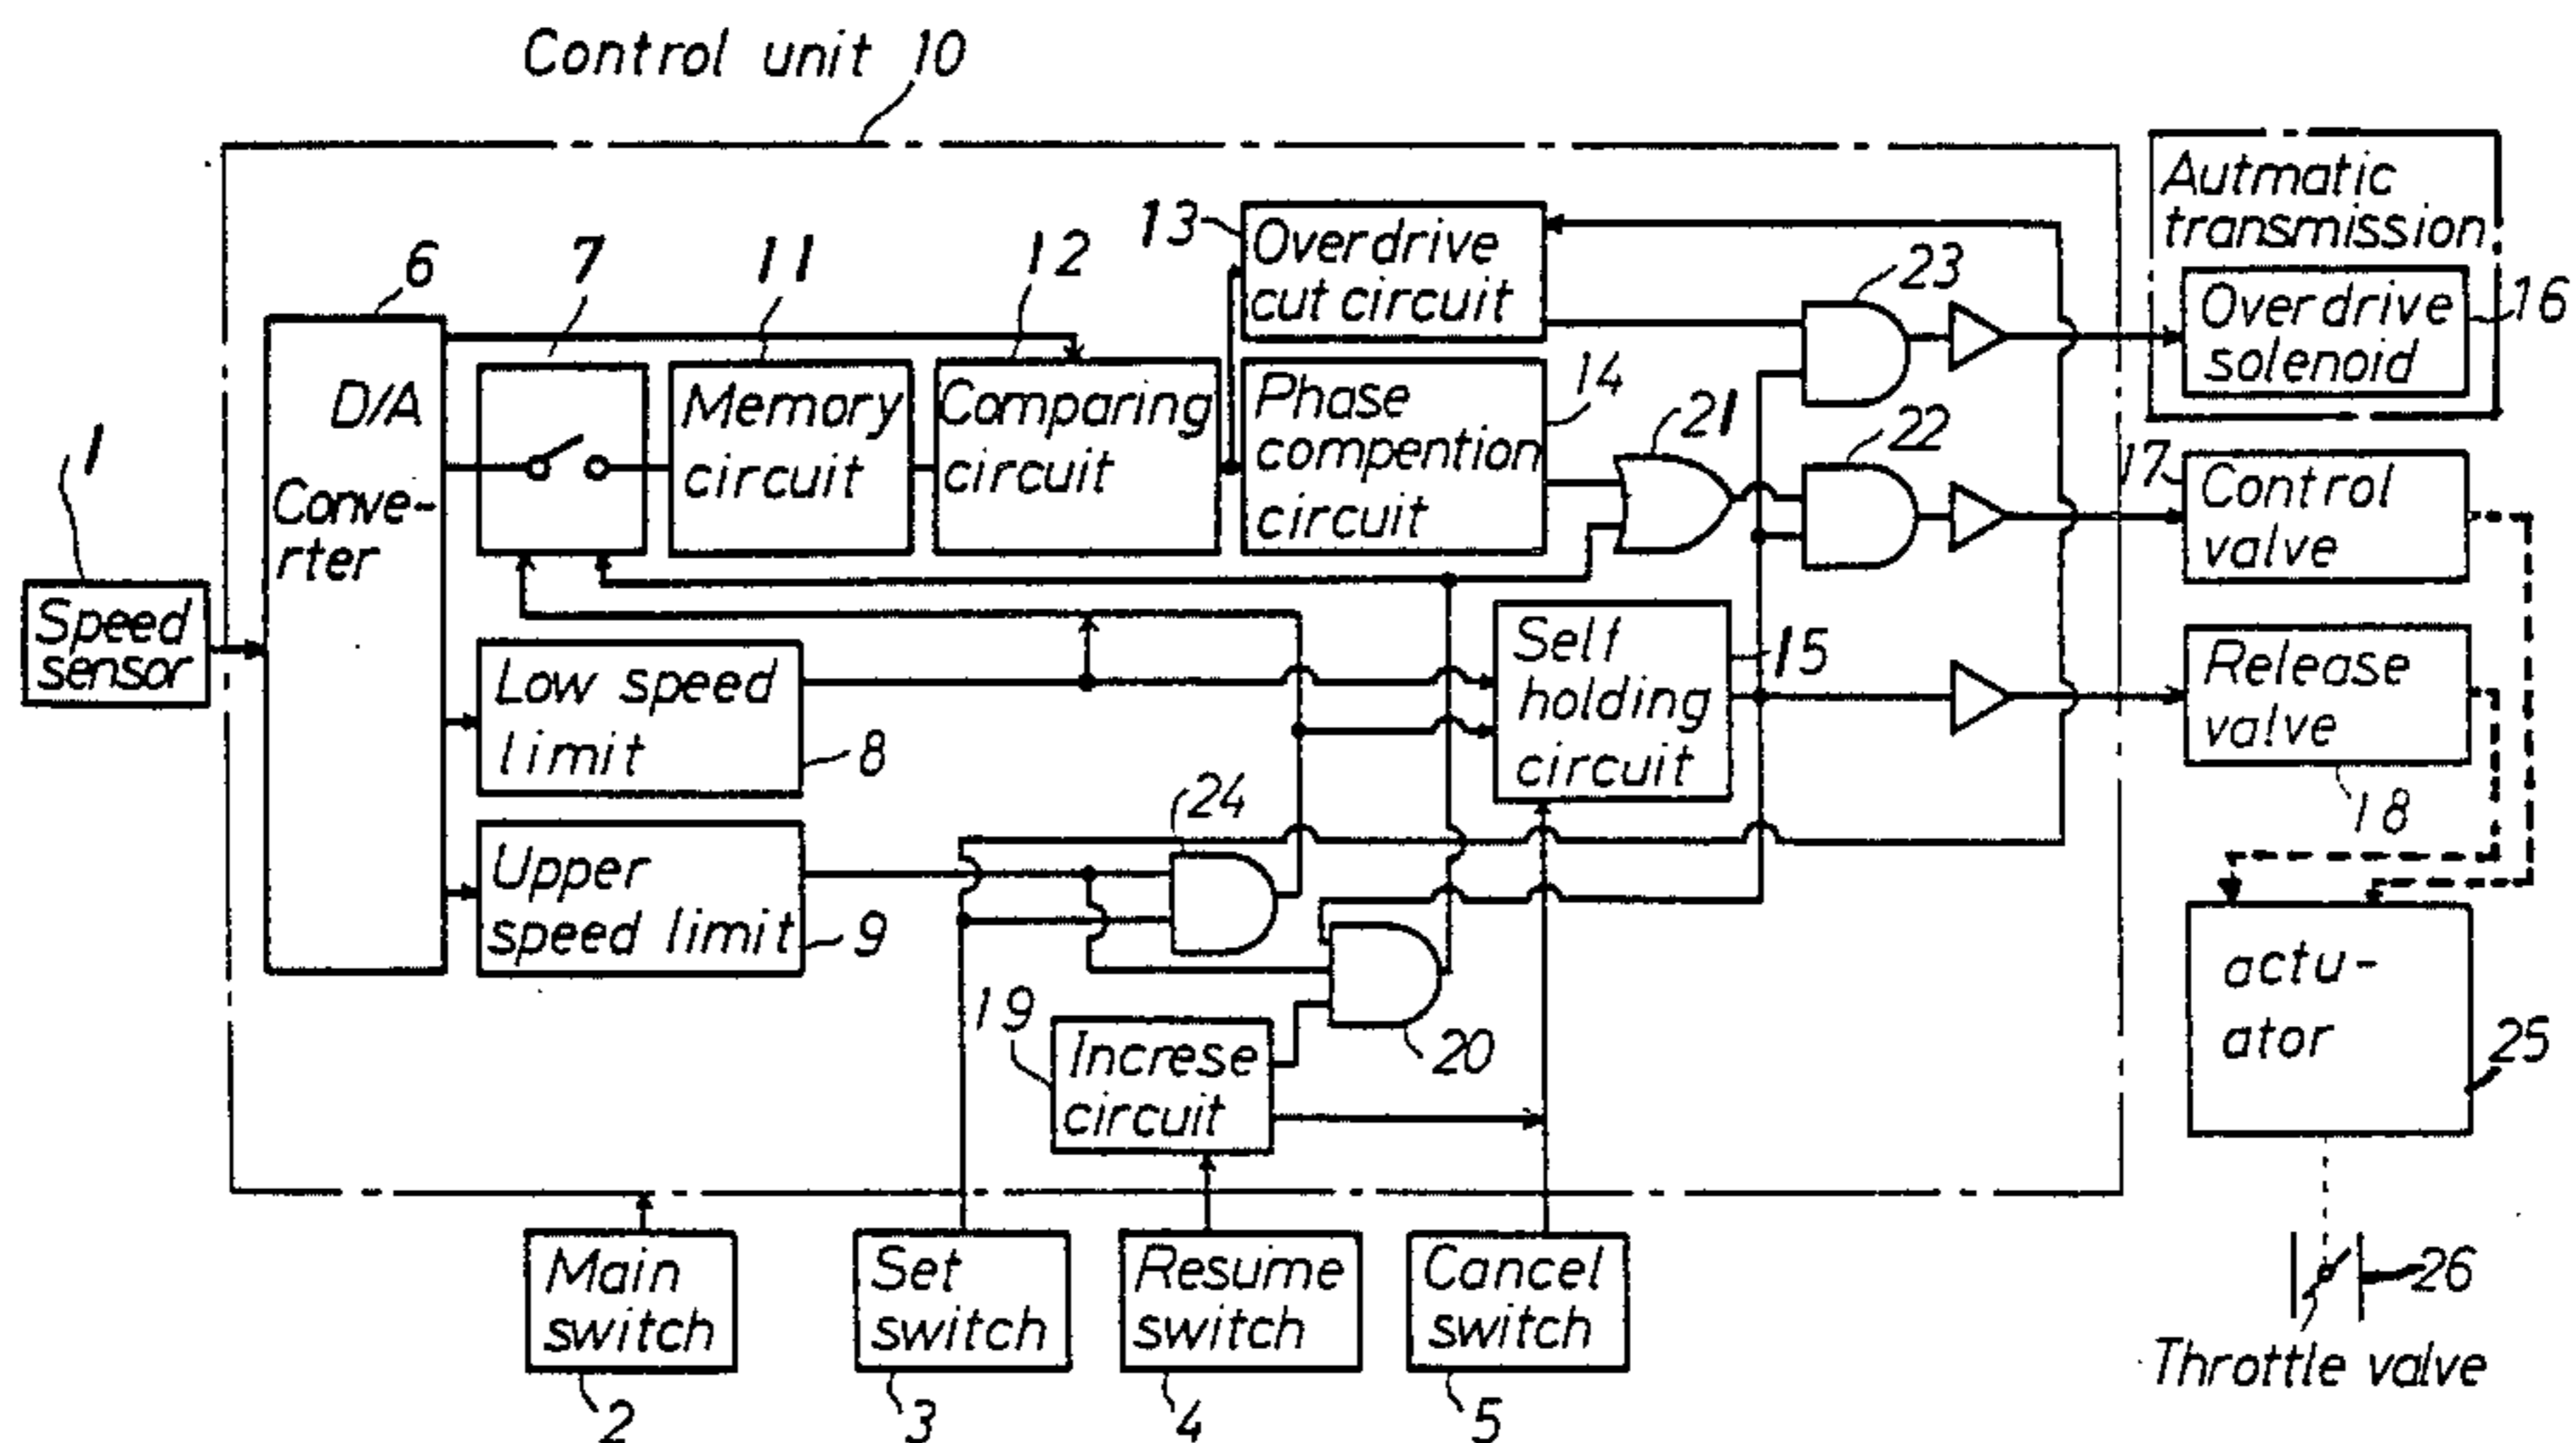 Control unit 10
Autmatic
transmission
13
Overdrive
cut circuit
23
6
7
11
12
Overdrive
solenoid
16
D/A
Conve-
rter
Memory
circuit
Comparing
circuit
Phase
compention
circuit
14
21
22
17
Control
valve
1
Speed
sensor
Low speed
limit
8
Self
holding
circuit
15
Release
valve
18
24
Upper
speed limit
9
actu-
ator
25
19
Increse
circuit
20
Main
switch
2
Set
switch
3
Resume
switch
4
Cancel
switch
5
26
Throttle valve